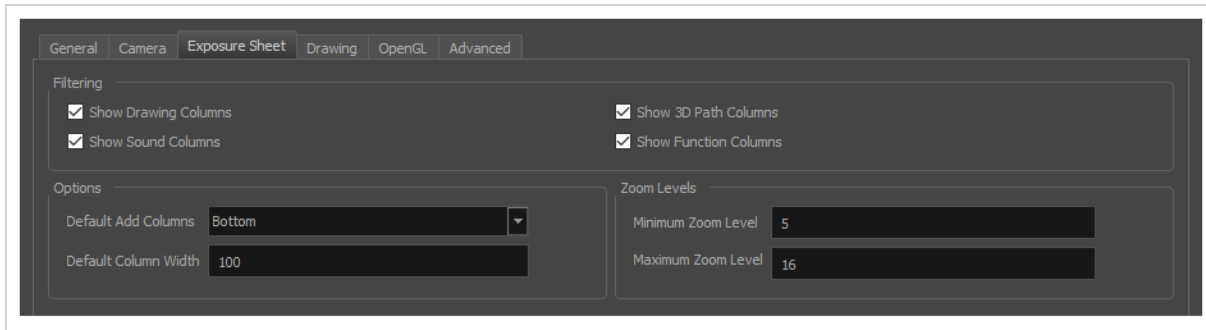 General Camera Exposure Sheet Drawing OpenGL Advanced
Filtering
Show Drawing Columns Show 3D Path Columns
Show Sound Columns Show Function Columns
Options Zoom Levels
Default Add Columns Bottom Minimum Zoom Level 5
Default Column Width 100 Maximum Zoom Level 16